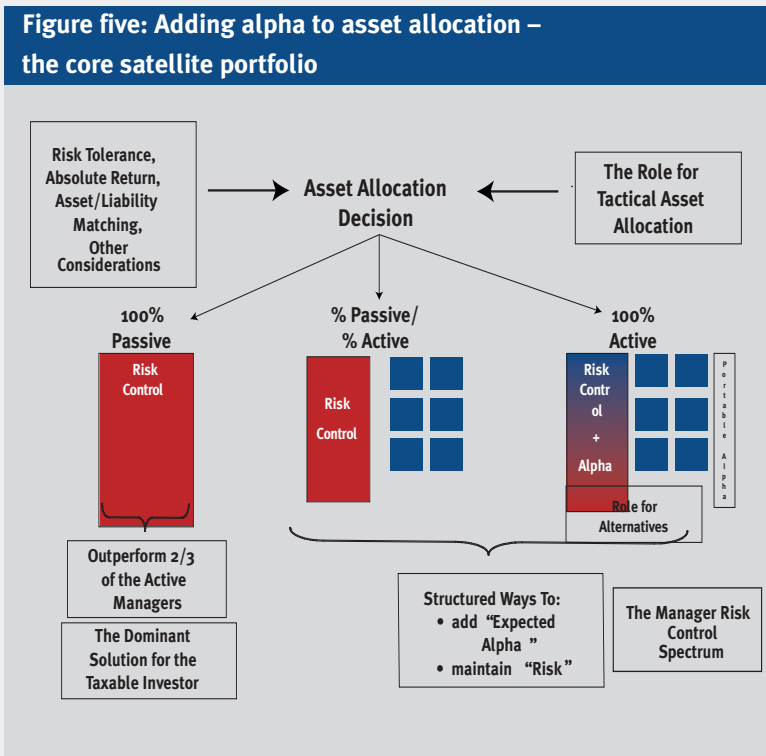 Figure five: Adding alpha to asset allocation –
the core satellite portfolio
Risk Tolerance,
Absolute Return,
Asset/Liability
Matching,
Other
Considerations
Asset Allocation
Decision
The Role for
Tactical Asset
Allocation
100%
Passive
% Passive/
% Active
100%
Active
Risk
Control
Risk
Control
Risk
Contr
ol
+
Alpha
P
o
r
t
a
b
l
e
A
l
p
h
a
Role for
Alternatives
Outperform 2/3
of the Active
Managers
The Dominant
Solution for the
Taxable Investor
Structured Ways To:
• add “Expected
Alpha ”
• maintain “Risk”
The Manager Risk
Control
Spectrum